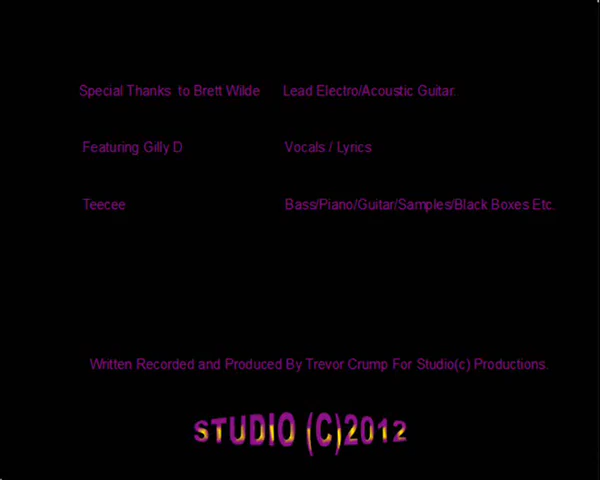 Special Thanks to Brett Wilde Lead Electro/Acoustic Guitar.
Featuring Gilly D Vocals / Lyrics
Teecee Bass/Piano/Guitar/Samples/Black Boxes Etc.
Written Recorded and Produced By Trevor Crump For Studio(c) Productions.
STUDIO (C)2012